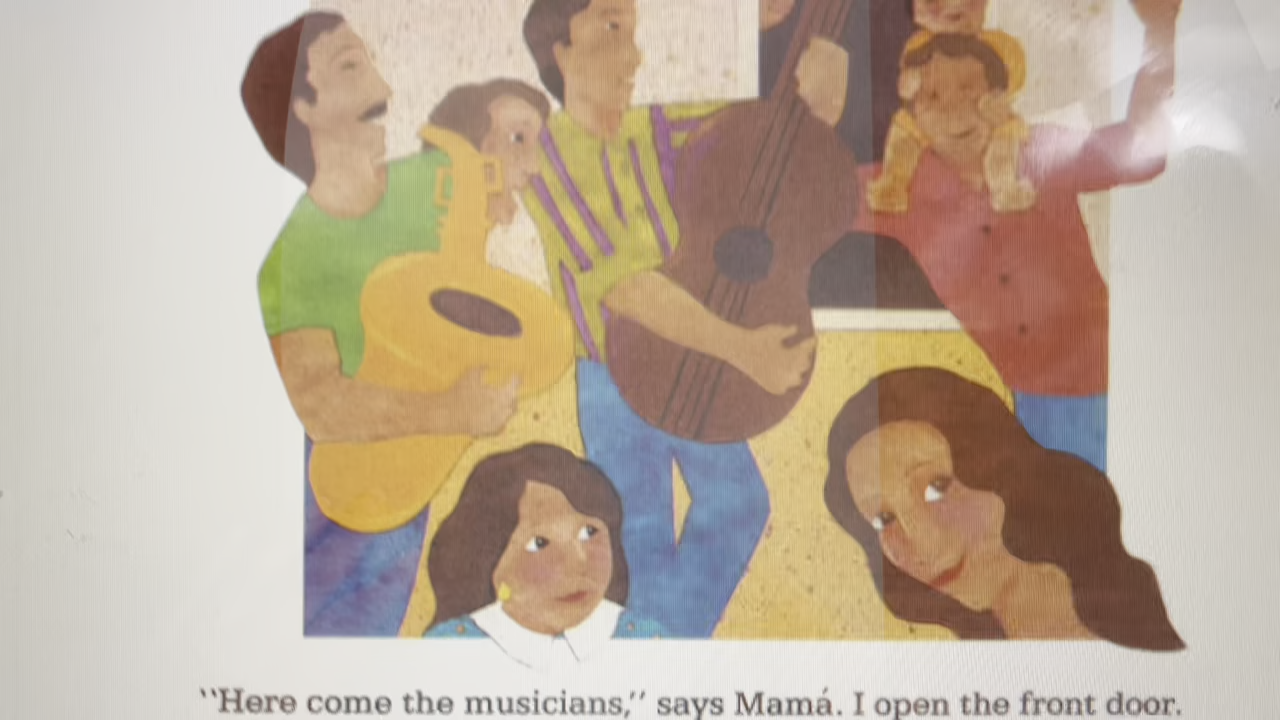 ‘‘Here come the musicians,’’ says Mamá. I open the front door.